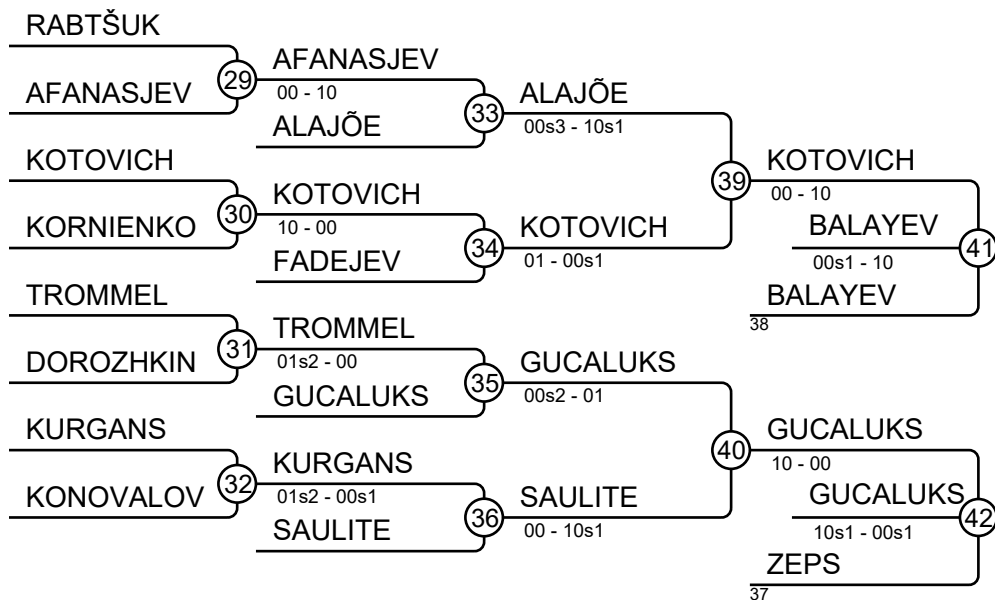 RABTŠUK
AFANASJEV
KOTOVICH
KORNIENKO
TROMMEL
DOROZHKIN
KURGANS
KONOVALOV
29
30
31
32
AFANASJEV
00 - 10
ALAJÕE
KOTOVICH
10 - 00
FADEJEV
TROMMEL
01s2 - 00
GUCALUKS
KURGANS
01s2 - 00s1
SAULITE
33
34
35
36
ALAJÕE
00s3 - 10s1
KOTOVICH
01 - 00s1
GUCALUKS
00s2 - 01
SAULITE
00 - 10s1
39
40
KOTOVICH
00 - 10
BALAYEV
00s1 - 10
BALAYEV
38
41
GUCALUKS
10 - 00
GUCALUKS
10s1 - 00s1
ZEPS
37
42